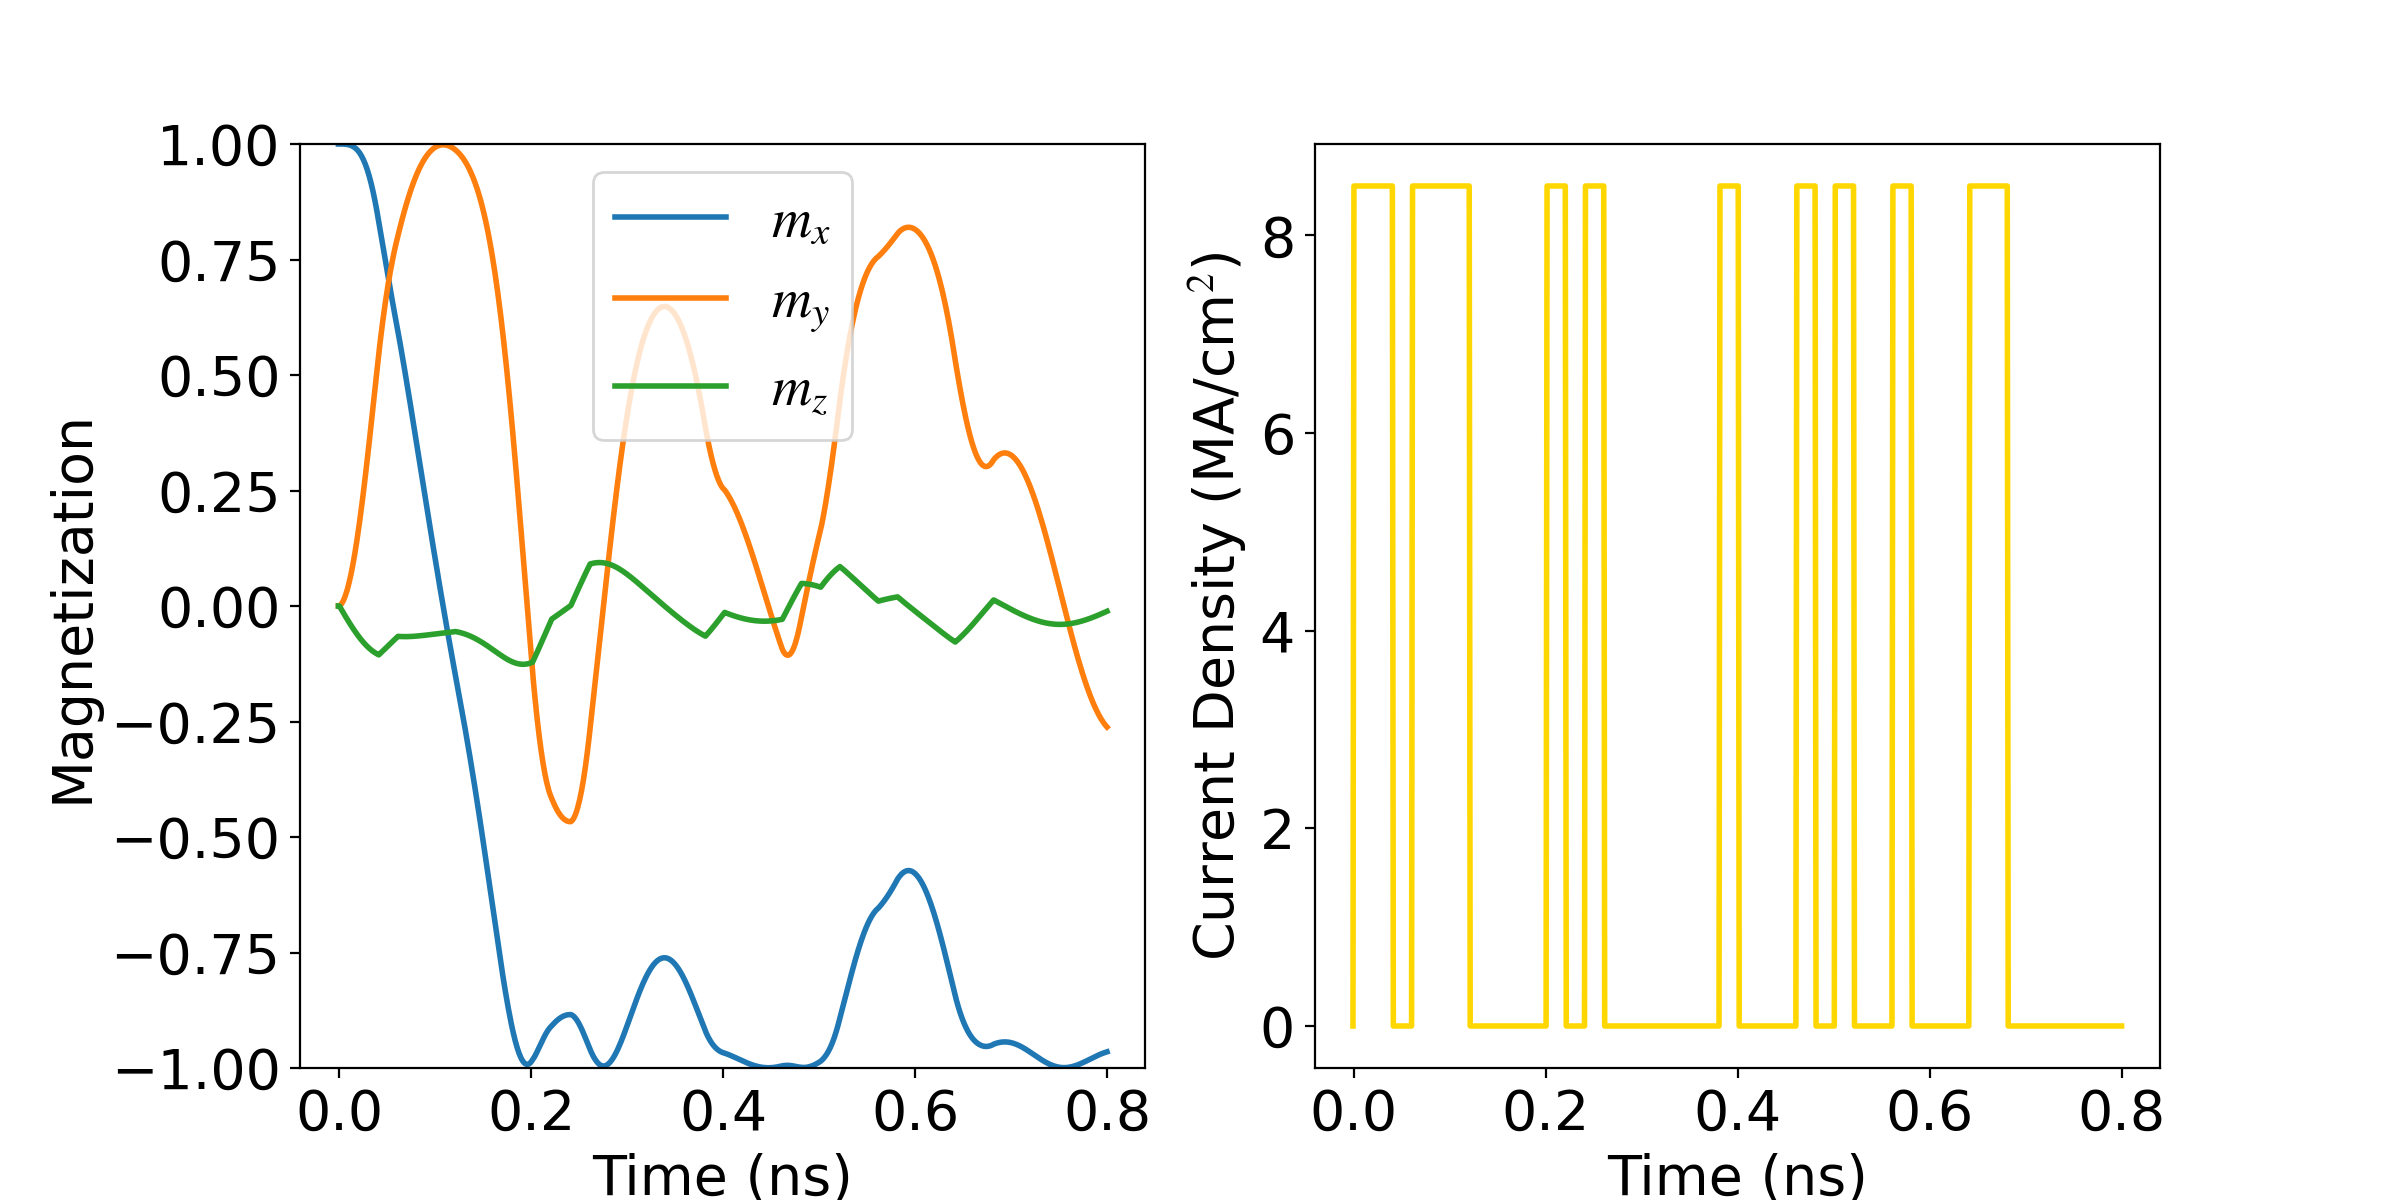 1.00
0.75
0.50
0.25
0.00
−0.25
−0.50
−0.75
−1.00
Magnetization
m_x
m_y
m_z
0.0 0.2 0.4 0.6 0.8
Time (ns)
8
6
4
2
0
Current Density (MA/cm²)
0.0 0.2 0.4 0.6 0.8
Time (ns)